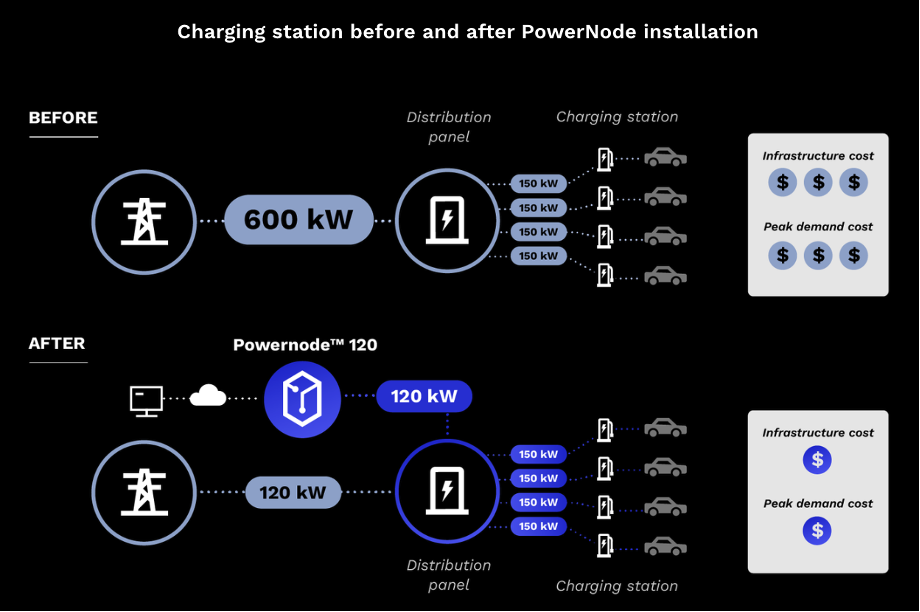 Charging station before and after PowerNode installation
BEFORE
Distribution
panel
Charging station
600 kW
150 kW
150 kW
150 kW
150 kW
Infrastructure cost
$ $ $
Peak demand cost
$ $ $
AFTER
Powernode™ 120
120 kW
120 kW
150 kW
150 kW
150 kW
150 kW
Distribution
panel
Charging station
Infrastructure cost
$
Peak demand cost
$